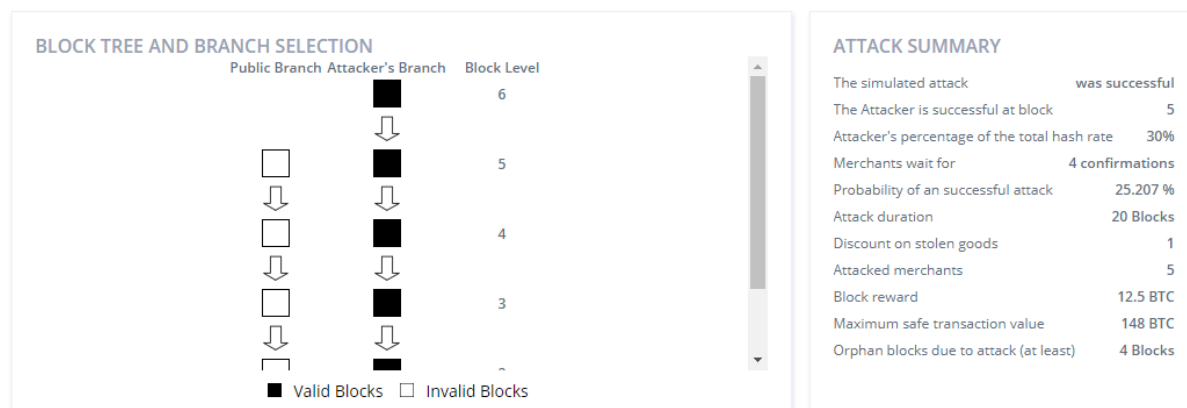 BLOCK TREE AND BRANCH SELECTION
Public Branch Attacker's Branch Block Level
6
5
4
3
Valid Blocks Invalid Blocks
ATTACK SUMMARY
The simulated attack was successful
The Attacker is successful at block 5
Attacker's percentage of the total hash rate 30%
Merchants wait for 4 confirmations
Probability of an successful attack 25.207 %
Attack duration 20 Blocks
Discount on stolen goods 1
Attacked merchants 5
Block reward 12.5 BTC
Maximum safe transaction value 148 BTC
Orphan blocks due to attack (at least) 4 Blocks